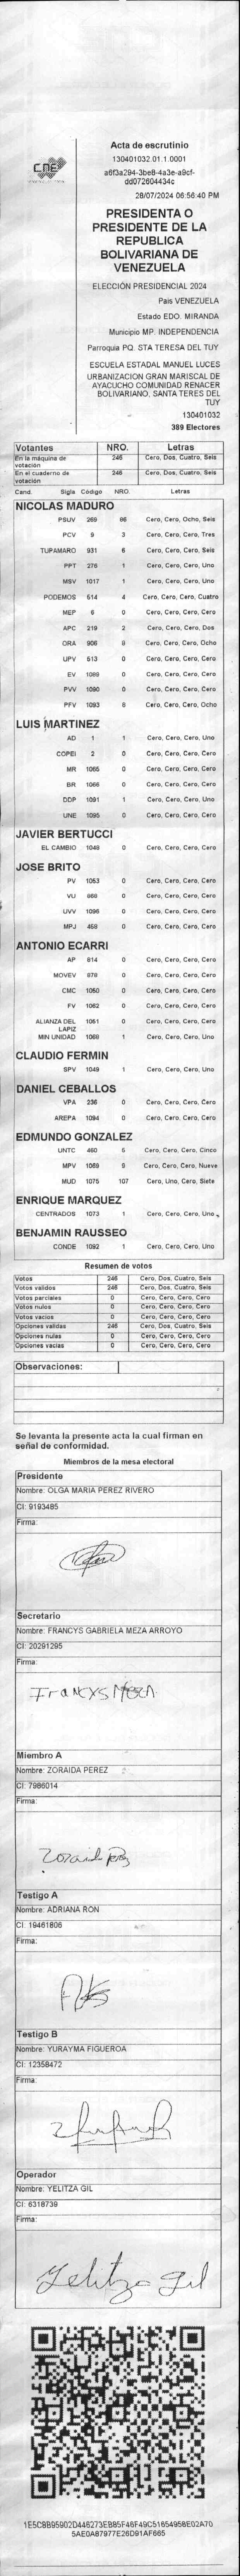 CNE
Acta de escrutinio
130401032.01.1.0001
a6f3a294-3be8-4a3e-a9cf-
dd072604434c
28/07/2024 06:56:40 PM
PRESIDENTA O
PRESIDENTE DE LA
REPUBLICA
BOLIVARIANA DE
VENEZUELA
ELECCIÓN PRESIDENCIAL 2024
Pais VENEZUELA
Estado EDO. MIRANDA
Municipio MP. INDEPENDENCIA
Parroquia PQ. STA TERESA DEL TUY
ESCUELA ESTADAL MANUEL LUCES
URBANIZACION GRAN MARISCAL DE
AYACUCHO COMUNIDAD RENACER
BOLIVARIANO, SANTA TERES DEL
TUY
130401032
389 Electores
Votantes NRO. Letras
En la máquina de votación 246 Cero, Dos, Cuatro, Seis
En el cuaderno de votación 246 Cero, Dos, Cuatro, Seis
Cand. Sigla Código NRO. Letras
NICOLAS MADURO
PSUV 269 86 Cero, Cero, Ocho, Seis
PCV 9 3 Cero, Cero, Cero, Tres
TUPAMARO 931 6 Cero, Cero, Cero, Seis
PPT 276 1 Cero, Cero, Cero, Uno
MSV 1017 1 Cero, Cero, Cero, Uno
PODEMOS 514 4 Cero, Cero, Cero, Cuatro
MEP 6 0 Cero, Cero, Cero, Cero
APC 219 2 Cero, Cero, Cero, Dos
ORA 906 8 Cero, Cero, Cero, Ocho
UPV 513 0 Cero, Cero, Cero, Cero
EV 1089 0 Cero, Cero, Cero, Cero
PVV 1090 0 Cero, Cero, Cero, Cero
PFV 1093 8 Cero, Cero, Cero, Ocho
LUIS MARTINEZ
AD 1 1 Cero, Cero, Cero, Uno
COPEI 2 0 Cero, Cero, Cero, Cero
MR 1065 0 Cero, Cero, Cero, Cero
BR 1066 0 Cero, Cero, Cero, Cero
DDP 1091 1 Cero, Cero, Cero, Uno
UNE 1095 0 Cero, Cero, Cero, Cero
JAVIER BERTUCCI
EL CAMBIO 1048 0 Cero, Cero, Cero, Cero
JOSE BRITO
PV 1053 0 Cero, Cero, Cero, Cero
VU 868 0 Cero, Cero, Cero, Cero
UVV 1096 0 Cero, Cero, Cero, Cero
MPJ 458 0 Cero, Cero, Cero, Cero
ANTONIO ECARRI
AP 814 0 Cero, Cero, Cero, Cero
MOVEV 878 0 Cero, Cero, Cero, Cero
CMC 1050 0 Cero, Cero, Cero, Cero
FV 1062 0 Cero, Cero, Cero, Cero
ALIANZA DEL LAPIZ 1051 0 Cero, Cero, Cero, Cero
MIN UNIDAD 1068 1 Cero, Cero, Cero, Uno
CLAUDIO FERMIN
SPV 1049 1 Cero, Cero, Cero, Uno
DANIEL CEBALLOS
VPA 236 0 Cero, Cero, Cero, Cero
AREPA 1094 0 Cero, Cero, Cero, Cero
EDMUNDO GONZALEZ
UNTC 460 5 Cero, Cero, Cero, Cinco
MPV 1069 9 Cero, Cero, Cero, Nueve
MUD 1075 107 Cero, Uno, Cero, Siete
ENRIQUE MARQUEZ
CENTRADOS 1073 1 Cero, Cero, Cero, Uno
BENJAMIN RAUSSEO
CONDE 1092 1 Cero, Cero, Cero, Uno
Resumen de votos
Votos 246 Cero, Dos, Cuatro, Seis
Votos validos 246 Cero, Dos, Cuatro, Seis
Votos parciales 0 Cero, Cero, Cero, Cero
Votos nulos 0 Cero, Cero, Cero, Cero
Votos vacios 0 Cero, Cero, Cero, Cero
Opciones validas 246 Cero, Dos, Cuatro, Seis
Opciones nulas 0 Cero, Cero, Cero, Cero
Opciones vacias 0 Cero, Cero, Cero, Cero
Observaciones:
Se levanta la presente acta la cual firman en
señal de conformidad.
Miembros de la mesa electoral
Presidente
Nombre: OLGA MARIA PEREZ RIVERO
CI: 9193485
Firma:
Secretario
Nombre: FRANCYS GABRIELA MEZA ARROYO
CI: 20291295
Firma:
Francys Meza
Miembro A
Nombre: ZORAIDA PEREZ
CI: 7986014
Firma:
Zoraida Perez
Testigo A
Nombre: ADRIANA RON
CI: 19461806
Firma:
Testigo B
Nombre: YURAYMA FIGUEROA
CI: 12358472
Firma:
Operador
Nombre: YELITZA GIL
CI: 6318739
Firma:
Yelitza Gil
1E5C8B95902D446273EB85F46F49C51654958E02A70
5AE0A87977E26D91AF665